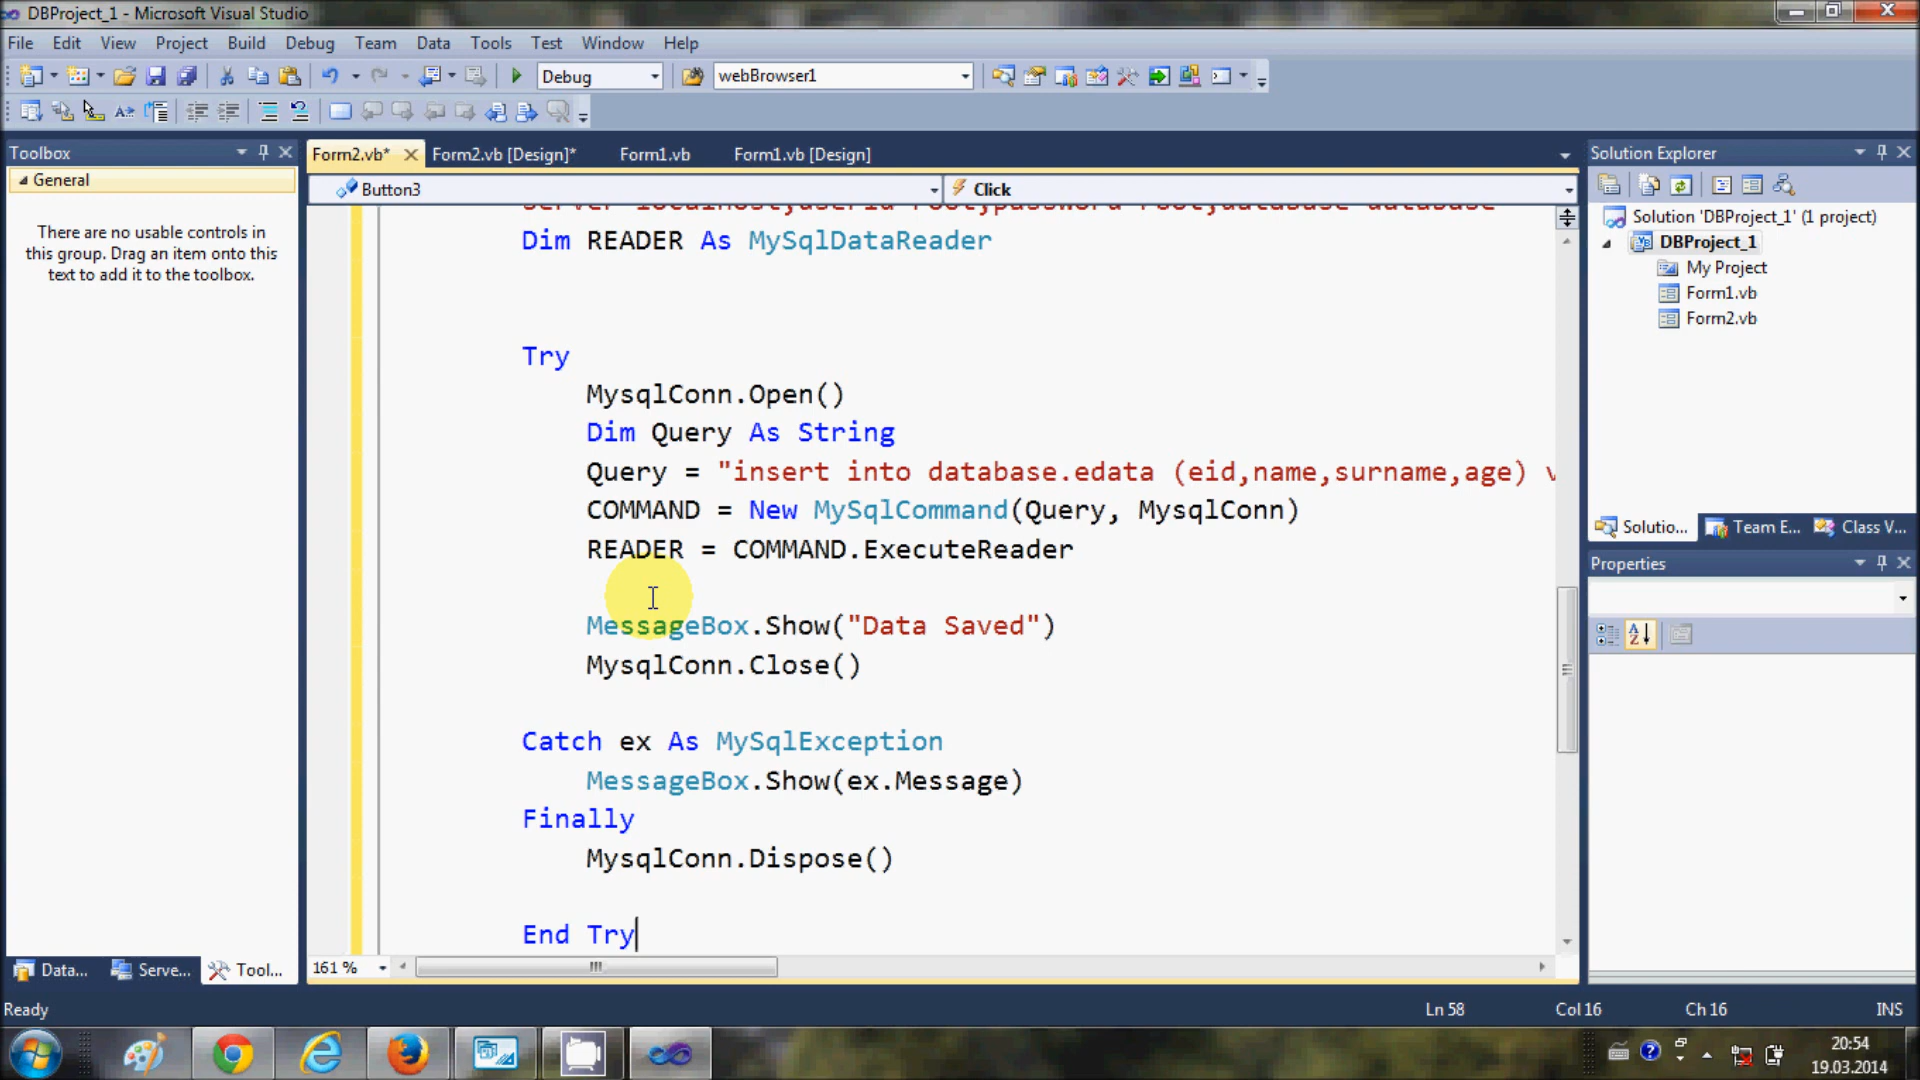 DBProject_1 - Microsoft Visual Studio
File Edit View Project Build Debug Team Data Tools Test Window Help
Debug webBrowser1
Toolbox
General
There are no usable controls in
this group. Drag an item onto this
text to add it to the toolbox.
Data... Serve... Tool...
Form2.vb* Form2.vb [Design]* Form1.vb Form1.vb [Design]
Button3 Click
Dim READER As MySqlDataReader
Try
MysqlConn.Open()
Dim Query As String
Query = "insert into database.edata (eid,name,surname,age) v
COMMAND = New MySqlCommand(Query, MysqlConn)
READER = COMMAND.ExecuteReader
MessageBox.Show("Data Saved")
MysqlConn.Close()
Catch ex As MySqlException
MessageBox.Show(ex.Message)
Finally
MysqlConn.Dispose()
End Try
161 %
Solution Explorer
Solution 'DBProject_1' (1 project)
DBProject_1
My Project
Form1.vb
Form2.vb
Solutio... Team E... Class V...
Properties
Ready Ln 58 Col 16 Ch 16 INS
20:54
19.03.2014